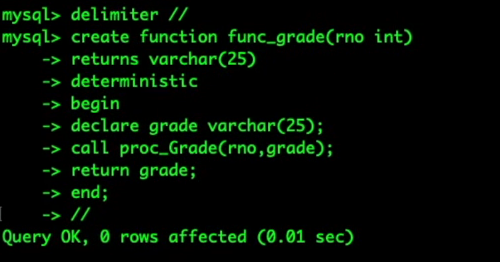 mysql> delimiter //
mysql> create function func_grade(rno int)
-> returns varchar(25)
-> deterministic
-> begin
-> declare grade varchar(25);
-> call proc_Grade(rno,grade);
-> return grade;
-> end;
-> //
Query OK, 0 rows affected (0.01 sec)